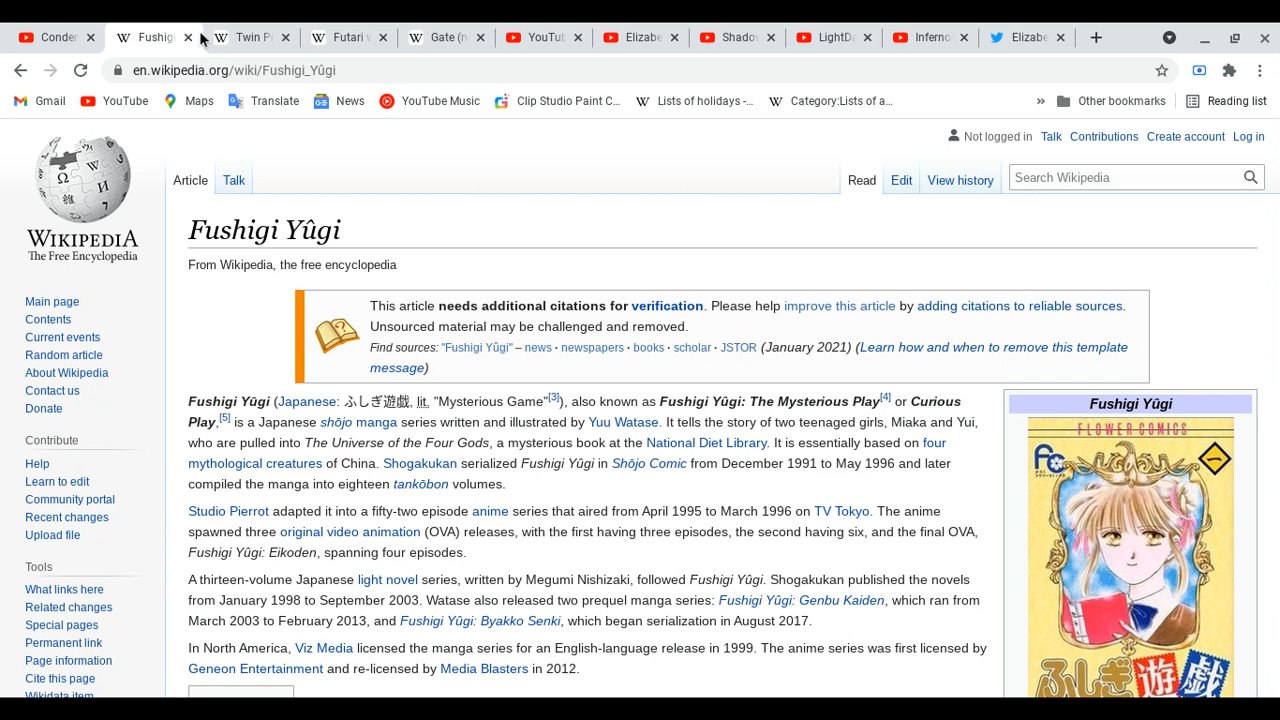 Conder
Fushigi
Twin P
Futari v
Gate (n
YouTub
Elizabe
Shadow
LightDa
Inferno
Elizabe
en.wikipedia.org/wiki/Fushigi_Yûgi
Gmail YouTube Maps Translate News YouTube Music Clip Studio Paint C... Lists of holidays -... Category:Lists of a... » Other bookmarks Reading list
Not logged in Talk Contributions Create account Log in
Article Talk Read Edit View history Search Wikipedia
WIKIPEDIA
The Free Encyclopedia
Main page
Contents
Current events
Random article
About Wikipedia
Contact us
Donate
Contribute
Help
Learn to edit
Community portal
Recent changes
Upload file
Tools
What links here
Related changes
Special pages
Permanent link
Page information
Cite this page
Wikidata item
Fushigi Yûgi
From Wikipedia, the free encyclopedia
This article needs additional citations for verification. Please help improve this article by adding citations to reliable sources.
Unsourced material may be challenged and removed.
Find sources: "Fushigi Yûgi" – news · newspapers · books · scholar · JSTOR (January 2021) (Learn how and when to remove this template
message)
Fushigi Yūgi (Japanese: ふしぎ遊戯, lit. "Mysterious Game"[3]), also known as Fushigi Yûgi: The Mysterious Play[4] or Curious
Play,[5] is a Japanese shōjo manga series written and illustrated by Yuu Watase. It tells the story of two teenaged girls, Miaka and Yui,
who are pulled into The Universe of the Four Gods, a mysterious book at the National Diet Library. It is essentially based on four
mythological creatures of China. Shogakukan serialized Fushigi Yûgi in Shōjo Comic from December 1991 to May 1996 and later
compiled the manga into eighteen tankōbon volumes.
Studio Pierrot adapted it into a fifty-two episode anime series that aired from April 1995 to March 1996 on TV Tokyo. The anime
spawned three original video animation (OVA) releases, with the first having three episodes, the second having six, and the final OVA,
Fushigi Yûgi: Eikoden, spanning four episodes.
A thirteen-volume Japanese light novel series, written by Megumi Nishizaki, followed Fushigi Yûgi. Shogakukan published the novels
from January 1998 to September 2003. Watase also released two prequel manga series: Fushigi Yûgi: Genbu Kaiden, which ran from
March 2003 to February 2013, and Fushigi Yûgi: Byakko Senki, which began serialization in August 2017.
In North America, Viz Media licensed the manga series for an English-language release in 1999. The anime series was first licensed by
Geneon Entertainment and re-licensed by Media Blasters in 2012.
Fushigi Yûgi
FLOWER COMICS
FC
一
ふしぎ遊戯